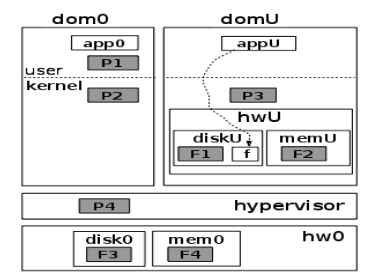 dom0 domU
app0 appU
P1
user
kernel
P2 P3
hwU
diskU memU
F1 f F2
P4 hypervisor
disk0 mem0 hw0
F3 F4